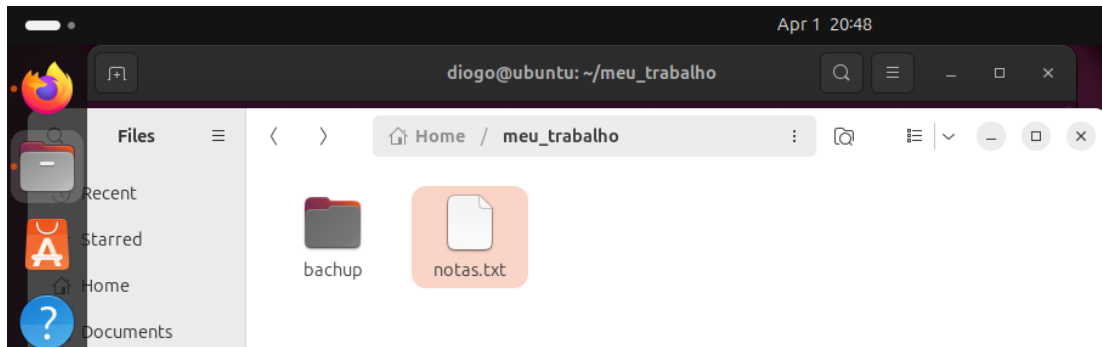 Apr 1 20:48
diogo@ubuntu: ~/meu_trabalho
Files
Home / meu_trabalho
Recent
Starred
Home
Documents
bachup
notas.txt